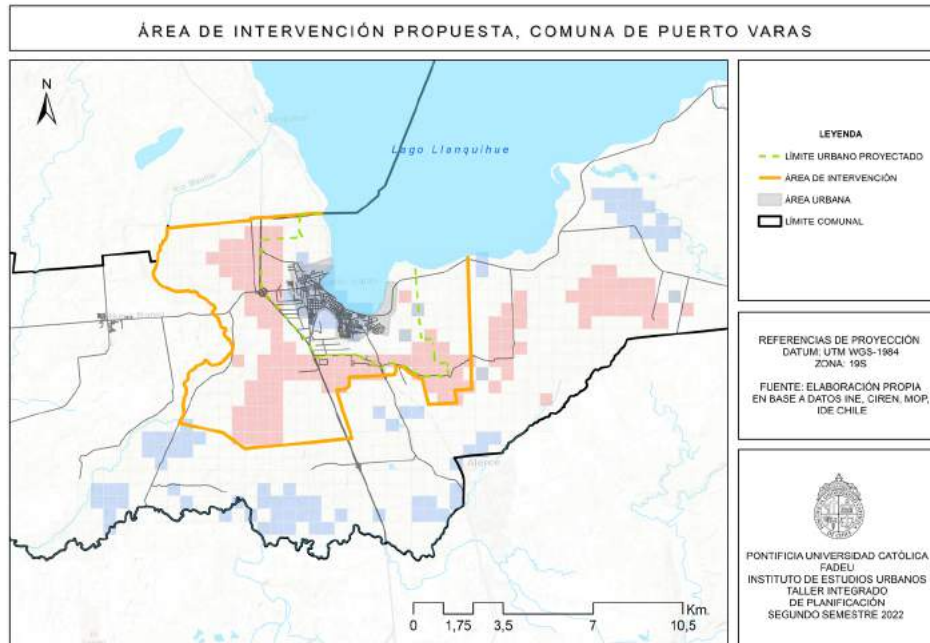 ÁREA DE INTERVENCIÓN PROPUESTA, COMUNA DE PUERTO VARAS
N
Lago Llanquihue
Alerce
Km.
0 1,75 3,5 7 10,5
LEYENDA
LÍMITE URBANO PROYECTADO
ÁREA DE INTERVENCIÓN
ÁREA URBANA
LÍMITE COMUNAL
REFERENCIAS DE PROYECCIÓN
DATUM: UTM WGS-1984
ZONA: 19S
FUENTE: ELABORACIÓN PROPIA
EN BASE A DATOS INE, CIREN, MOP,
IDE CHILE
PONTIFICIA UNIVERSIDAD CATÓLICA
FADEU
INSTITUTO DE ESTUDIOS URBANOS
TALLER INTEGRADO
DE PLANIFICACIÓN
SEGUNDO SEMESTRE 2022